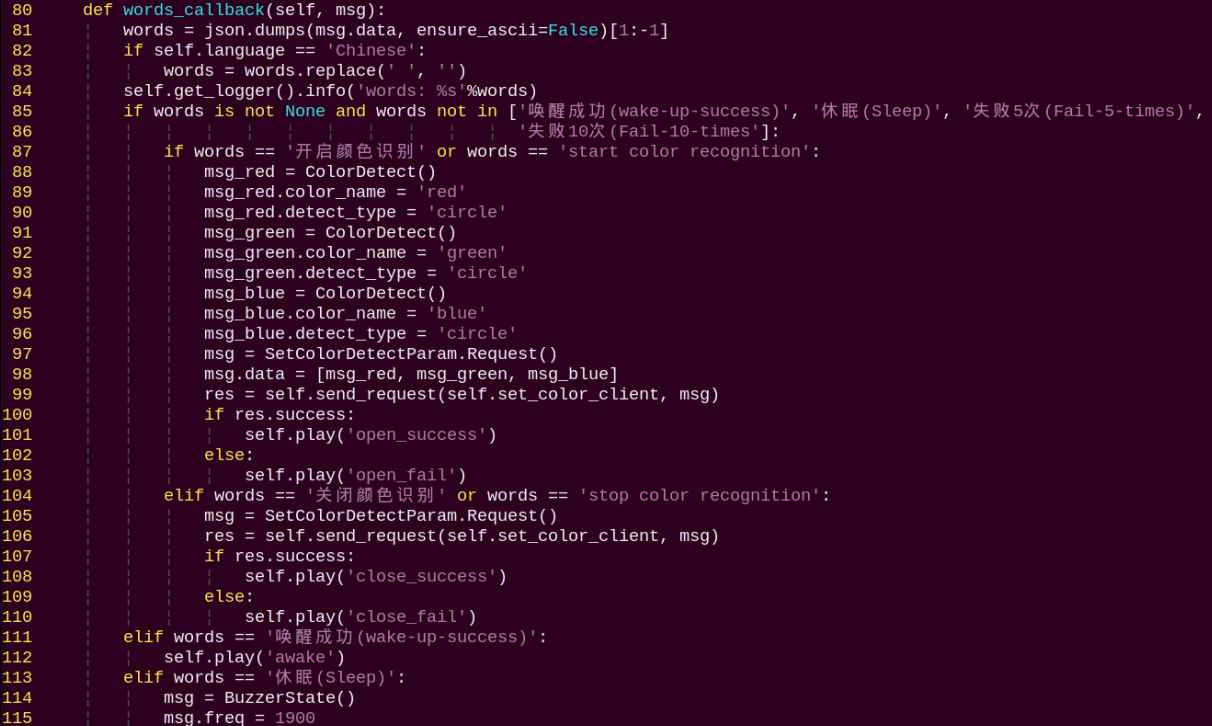 80     def words_callback(self, msg):
81         words = json.dumps(msg.data, ensure_ascii=False)[1:-1]
82         if self.language == 'Chinese':
83             words = words.replace(' ', '')
84         self.get_logger().info('words: %s'%words)
85         if words is not None and words not in ['唤醒成功(wake-up-success)', '休眠(Sleep)', '失败5次(Fail-5-times)',
86                                                '失败10次(Fail-10-times']:
87             if words == '开启颜色识别' or words == 'start color recognition':
88                 msg_red = ColorDetect()
89                 msg_red.color_name = 'red'
90                 msg_red.detect_type = 'circle'
91                 msg_green = ColorDetect()
92                 msg_green.color_name = 'green'
93                 msg_green.detect_type = 'circle'
94                 msg_blue = ColorDetect()
95                 msg_blue.color_name = 'blue'
96                 msg_blue.detect_type = 'circle'
97                 msg = SetColorDetectParam.Request()
98                 msg.data = [msg_red, msg_green, msg_blue]
99                 res = self.send_request(self.set_color_client, msg)
100                 if res.success:
101                     self.play('open_success')
102                 else:
103                     self.play('open_fail')
104             elif words == '关闭颜色识别' or words == 'stop color recognition':
105                 msg = SetColorDetectParam.Request()
106                 res = self.send_request(self.set_color_client, msg)
107                 if res.success:
108                     self.play('close_success')
109                 else:
110                     self.play('close_fail')
111         elif words == '唤醒成功(wake-up-success)':
112             self.play('awake')
113         elif words == '休眠(Sleep)':
114             msg = BuzzerState()
115             msg.freq = 1900